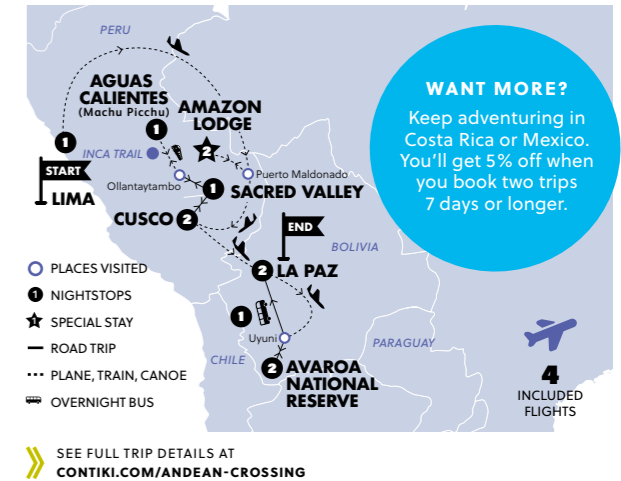 PERU
AGUAS
CALIENTES
(Machu Picchu)
AMAZON
LODGE
1
1
2
INCA TRAIL
START
LIMA
Ollantaytambo
Puerto Maldonado
1
SACRED VALLEY
CUSCO
2
END
BOLIVIA
2
LA PAZ
1
Uyuni
PARAGUAY
CHILE
2
AVAROA
NATIONAL
RESERVE
PLACES VISITED
1 NIGHTSTOPS
1 SPECIAL STAY
ROAD TRIP
PLANE, TRAIN, CANOE
OVERNIGHT BUS
WANT MORE?
Keep adventuring in
Costa Rica or Mexico.
You'll get 5% off when
you book two trips
7 days or longer.
4
INCLUDED
FLIGHTS
SEE FULL TRIP DETAILS AT
CONTIKI.COM/ANDEAN-CROSSING